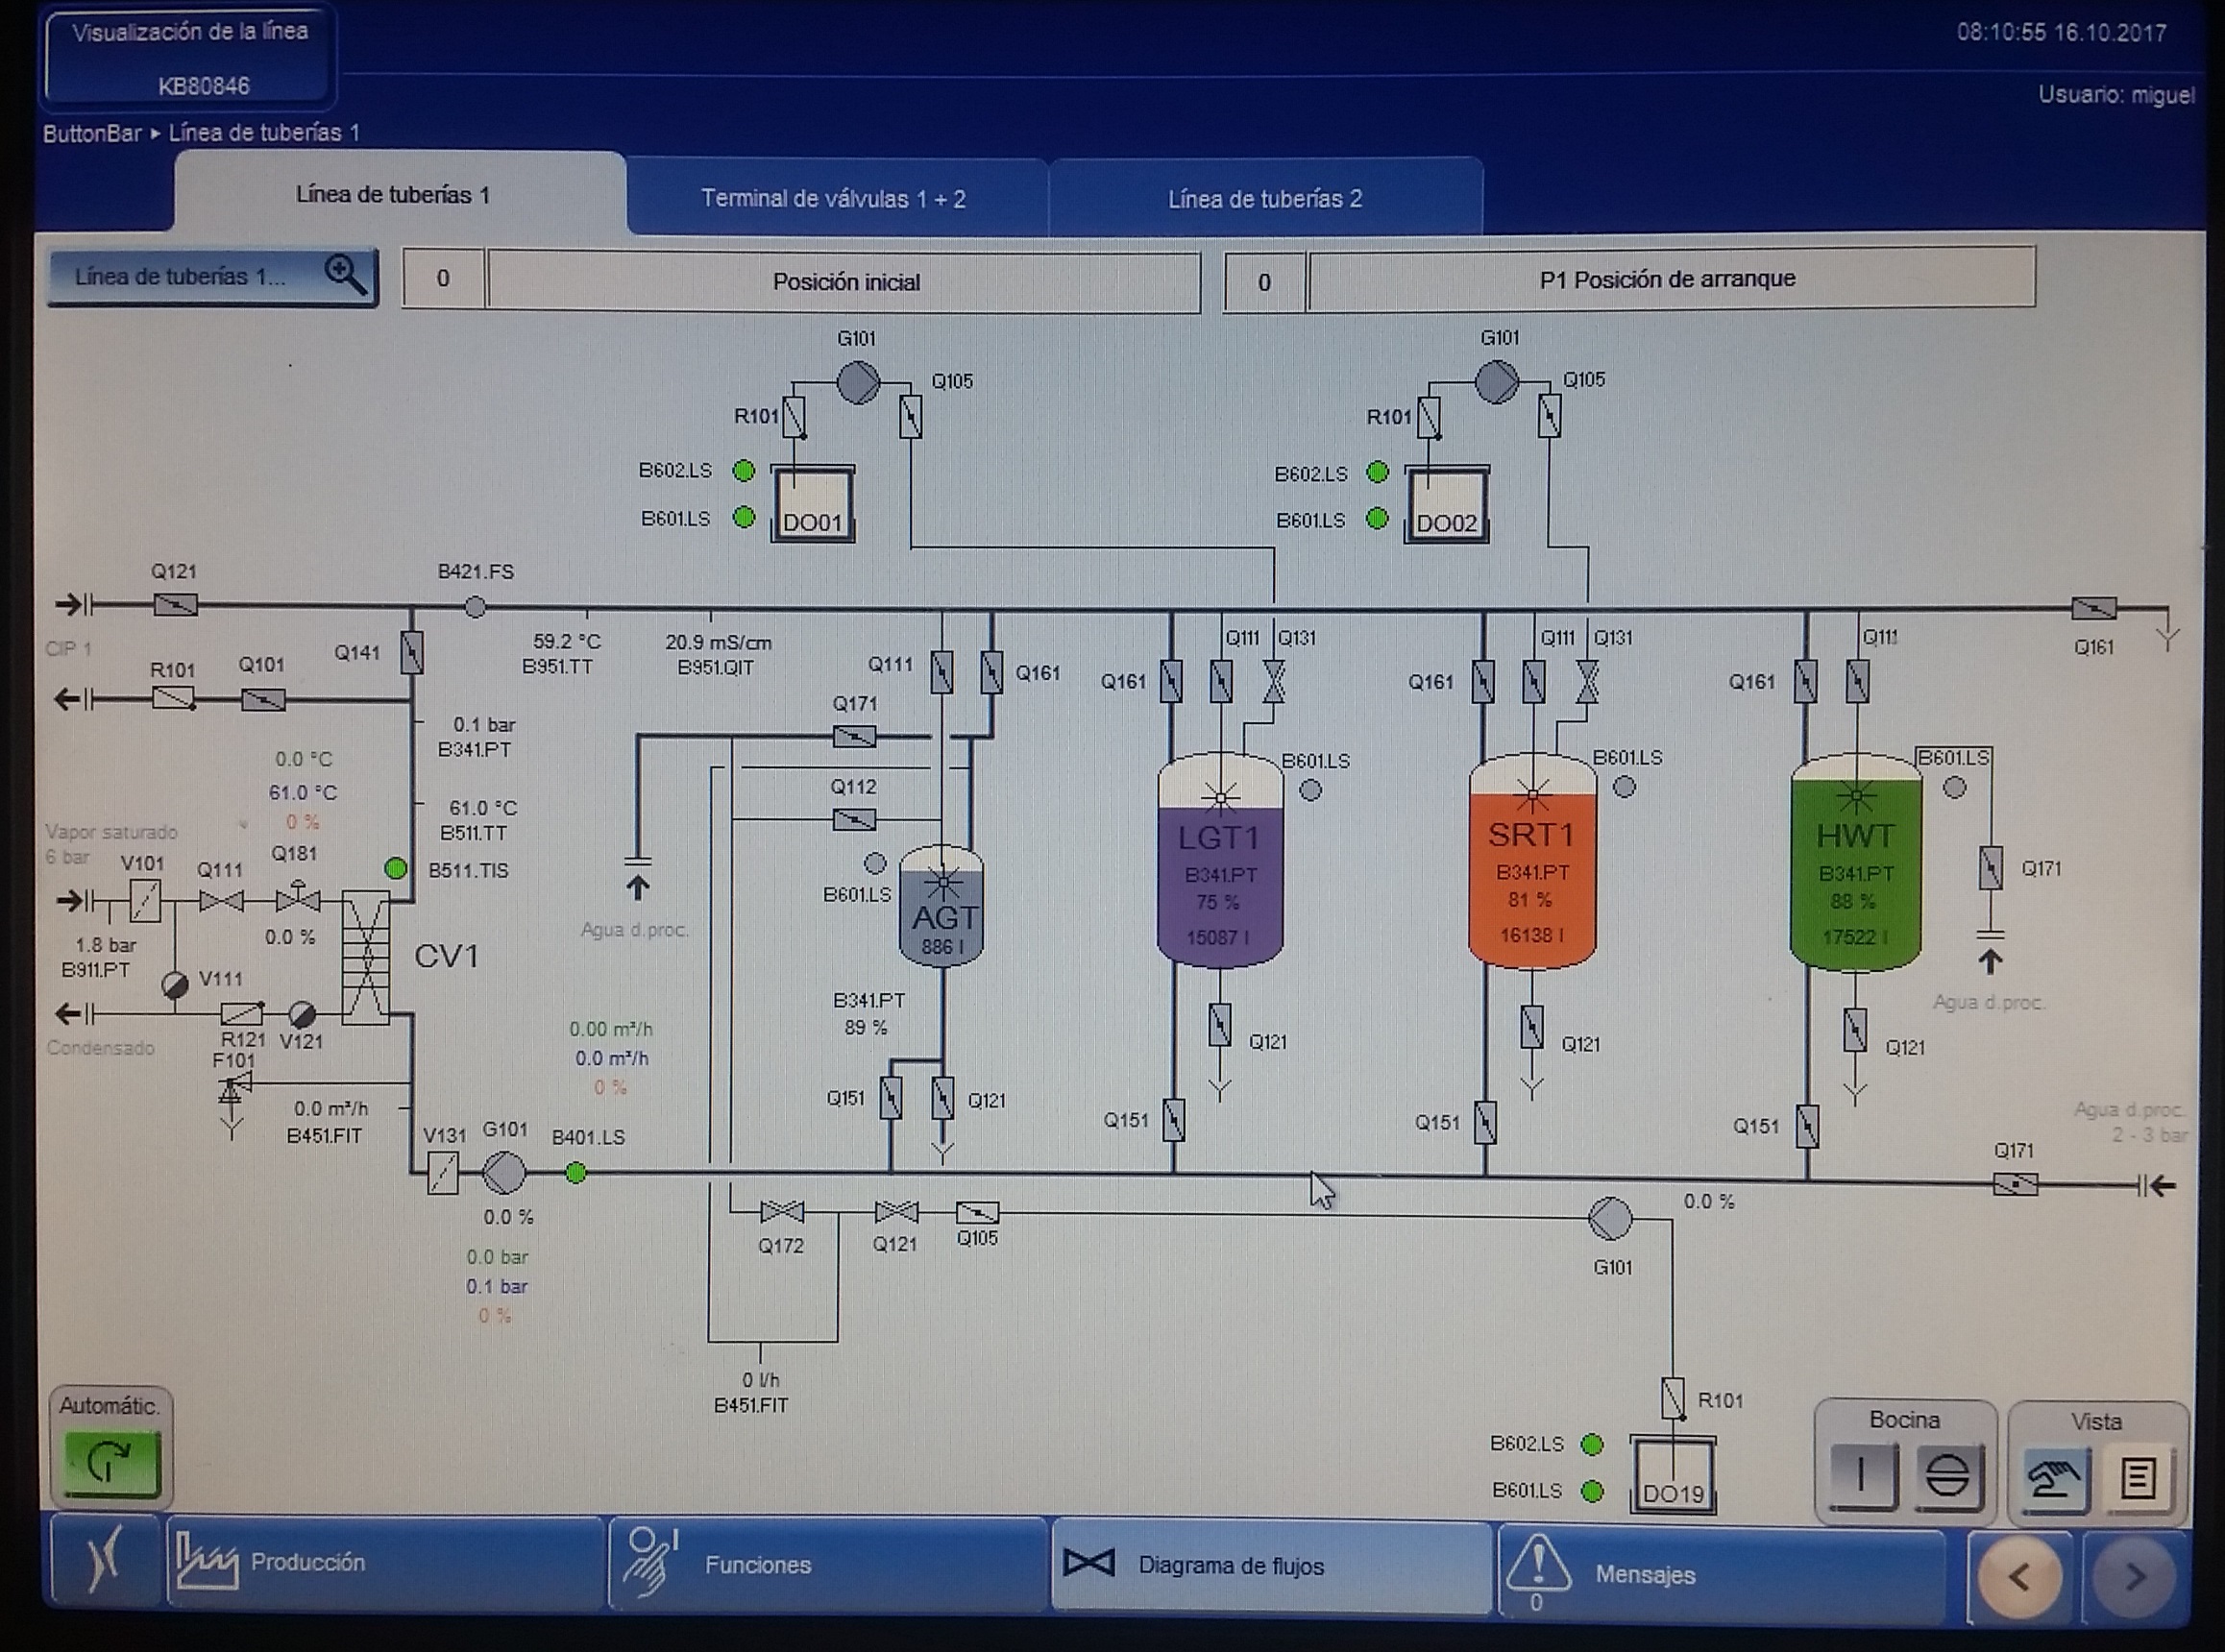 Visualización de la línea
KB80846
08:10:55 16.10.2017
Usuario: miguel
ButtonBar ▸ Línea de tuberías 1
Línea de tuberías 1
Terminal de válvulas 1 + 2
Línea de tuberías 2
Línea de tuberías 1...
0
Posición inicial
0
P1 Posición de arranque
G101
Q105
R101
B602.LS
B601.LS
DO01
G101
Q105
R101
B602.LS
B601.LS
DO02
Q121
B421.FS
CIP 1
R101
Q101
Q141
59.2 °C
B951.TT
20.9 mS/cm
B951.QIT
Q111
Q161
Q161
Q111
Q131
Q161
Q111
Q131
Q161
Q111
Q161
0.1 bar
B341.PT
Q171
0.0 °C
61.0 °C
0 %
61.0 °C
B511.TT
Q112
B601.LS
B601.LS
B601.LS
Vapor saturado
6 bar
V101
Q111
Q181
B511.TIS
B601.LS
AGT
886 l
LGT1
B341.PT
75 %
15087 l
SRT1
B341.PT
81 %
16138 l
HWT
B341.PT
88 %
17522 l
Q171
Agua d.proc.
Agua d.proc.
1.8 bar
B911.PT
0.0 %
CV1
V111
Condensado
R121
V121
F101
B341.PT
89 %
0.00 m³/h
0.0 m³/h
0 %
Q121
Q121
Q121
0.0 m³/h
B451.FIT
Q151
Q121
Q151
Q151
Q151
Agua d.proc.
2 - 3 bar
Q171
V131
G101
B401.LS
0.0 %
0.0 bar
0.1 bar
0 %
Q172
Q121
Q105
0.0 %
G101
0 l/h
B451.FIT
R101
B602.LS
B601.LS
DO19
Automátic.
Bocina
Vista
Producción
Funciones
Diagrama de flujos
0
Mensajes